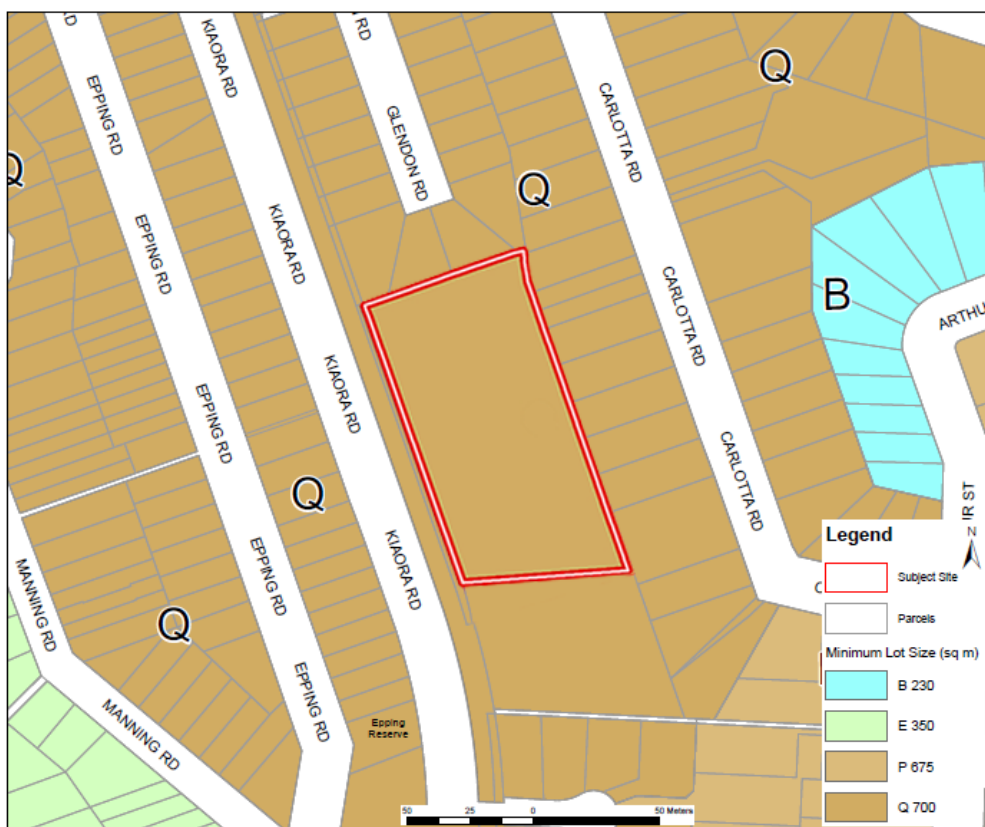 RD
EPPING RD
KIAORA RD
RD
GLENDON RD
CARLOTTA RD
Q
Q
Q
EPPING RD
KIAORA RD
CARLOTTA RD
B
ARTHU
EPPING RD
KIAORA RD
CARLOTTA RD
Q
KIAORA RD
IR ST
MANNING RD
Q
EPPING RD
MANNING RD
Epping
Reserve
Legend
N
Subject Site
Parcels
Minimum Lot Size (sq m)
B 230
E 350
P 675
Q 700
50 25 0 50 Meters